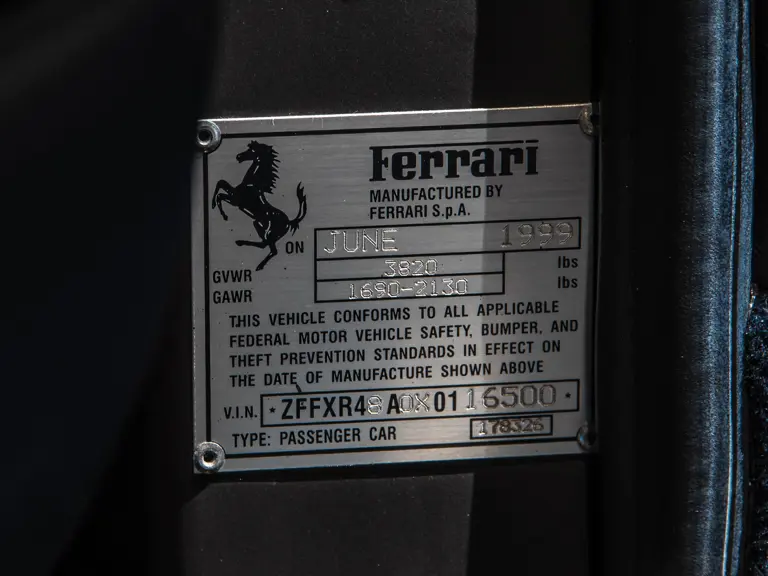 Ferrari
MANUFACTURED BY
FERRARI S.p.A.
ON JUNE 1999
GVWR 3820 lbs
GAWR 1690-2130 lbs
THIS VEHICLE CONFORMS TO ALL APPLICABLE
FEDERAL MOTOR VEHICLE SAFETY, BUMPER, AND
THEFT PREVENTION STANDARDS IN EFFECT ON
THE DATE OF MANUFACTURE SHOWN ABOVE
V.I.N. * ZFFXR48A0X0116500 *
TYPE: PASSENGER CAR 178326